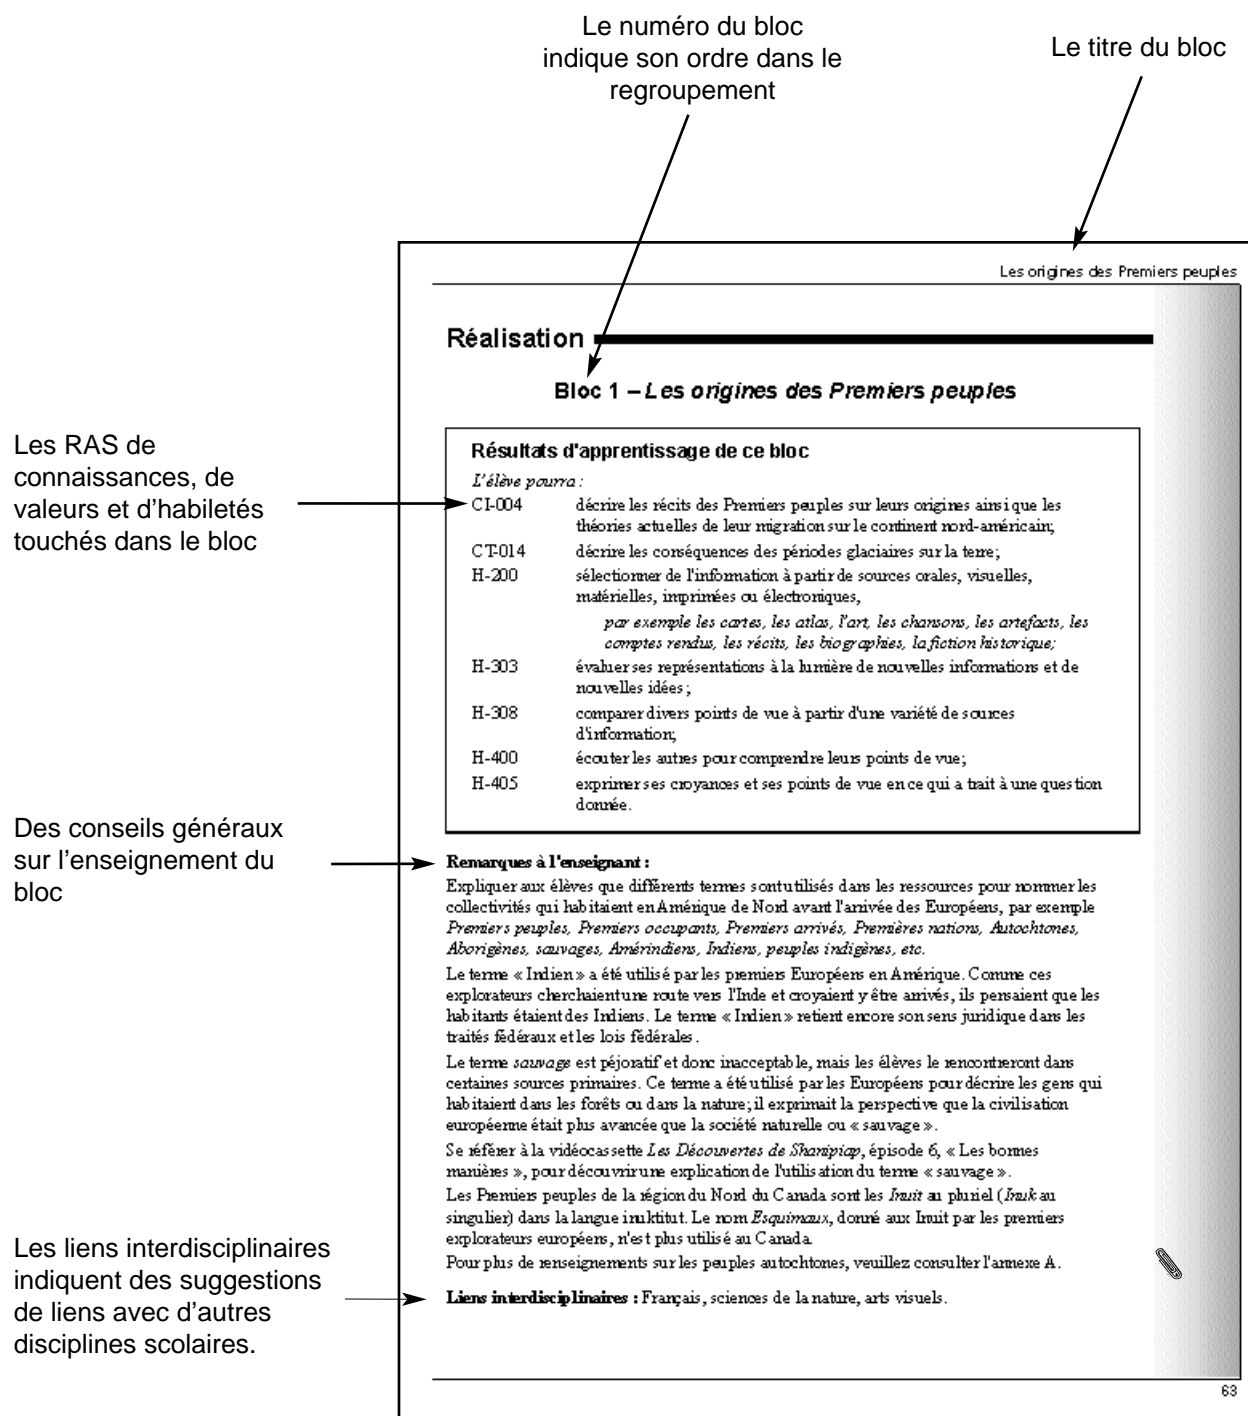 Le numéro du bloc
indique son ordre dans le
regroupement
Le titre du bloc
Les origines des Premiers peuples
Réalisation
Bloc 1 – Les origines des Premiers peuples
Les RAS de
connaissances, de
valeurs et d’habiletés
touchés dans le bloc
Résultats d'apprentissage de ce bloc
L'élève pourra :
CI-004 décrire les récits des Premiers peuples sur leurs origines ainsi que les
théories actuelles de leur migration sur le continent nord-américain;
CT-014 décrire les conséquences des périodes glaciaires sur la terre;
H-200 sélectionner de l'information à partir de sources orales, visuelles,
matérielles, imprimées ou électroniques,
par exemple les cartes, les atlas, l'art, les chansons, les artefacts, les
comptes rendus, les récits, les biographies, la fiction historique;
H-303 évaluer ses représentations à la lumière de nouvelles informations et de
nouvelles idées;
H-308 comparer divers points de vue à partir d'une variété de sources
d'information;
H-400 écouter les autres pour comprendre leurs points de vue;
H-405 exprimer ses croyances et ses points de vue en ce qui a trait à une question
donnée.
Des conseils généraux
sur l’enseignement du
bloc
Remarques à l'enseignant :
Expliquer aux élèves que différents termes sont utilisés dans les ressources pour nommer les
collectivités qui habitaient en Amérique de Nord avant l'arrivée des Européens, par exemple
Premiers peuples, Premiers occupants, Premiers arrivés, Premières nations, Autochtones,
Aborigènes, sauvages, Amérindiens, Indiens, peuples indigènes, etc.
Le terme « Indien » a été utilisé par les premiers Européens en Amérique. Comme ces
explorateurs cherchaient une route vers l'Inde et croyaient y être arrivés, ils pensaient que les
habitants étaient des Indiens. Le terme « Indien » retient encore son sens juridique dans les
traités fédéraux et les lois fédérales.
Le terme sauvage est péjoratif et donc inacceptable, mais les élèves le rencontreront dans
certaines sources primaires. Ce terme a été utilisé par les Européens pour décrire les gens qui
habitaient dans les forêts ou dans la nature; il exprimait la perspective que la civilisation
européenne était plus avancée que la société naturelle ou « sauvage ».
Se référer à la vidéocassette Les Découvertes de Shanipiap, épisode 6, « Les bonnes
manières », pour découvrir une explication de l'utilisation du terme « sauvage ».
Les Premiers peuples de la région du Nord du Canada sont les Inuit au pluriel (Inuk au
singulier) dans la langue inuktitut. Le nom Esquimaux, donné aux Inuit par les premiers
explorateurs européens, n'est plus utilisé au Canada.
Pour plus de renseignements sur les peuples autochtones, veuillez consulter l'annexe A.
Les liens interdisciplinaires
indiquent des suggestions
de liens avec d’autres
disciplines scolaires.
Liens interdisciplinaires : Français, sciences de la nature, arts visuels.
63